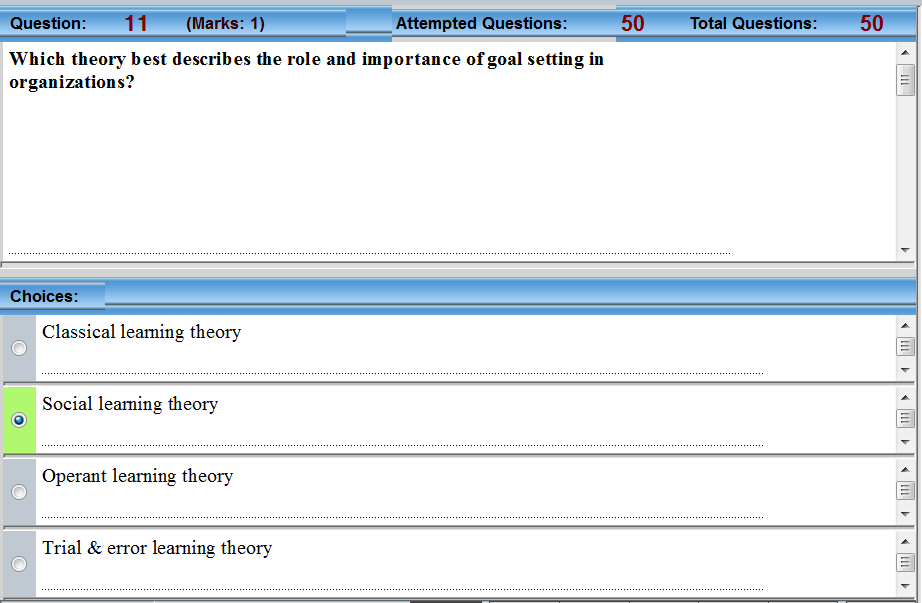 Question: 11 (Marks: 1) Attempted Questions: 50 Total Questions: 50
Which theory best describes the role and importance of goal setting in
organizations?
Choices:
Classical learning theory
Social learning theory
Operant learning theory
Trial & error learning theory